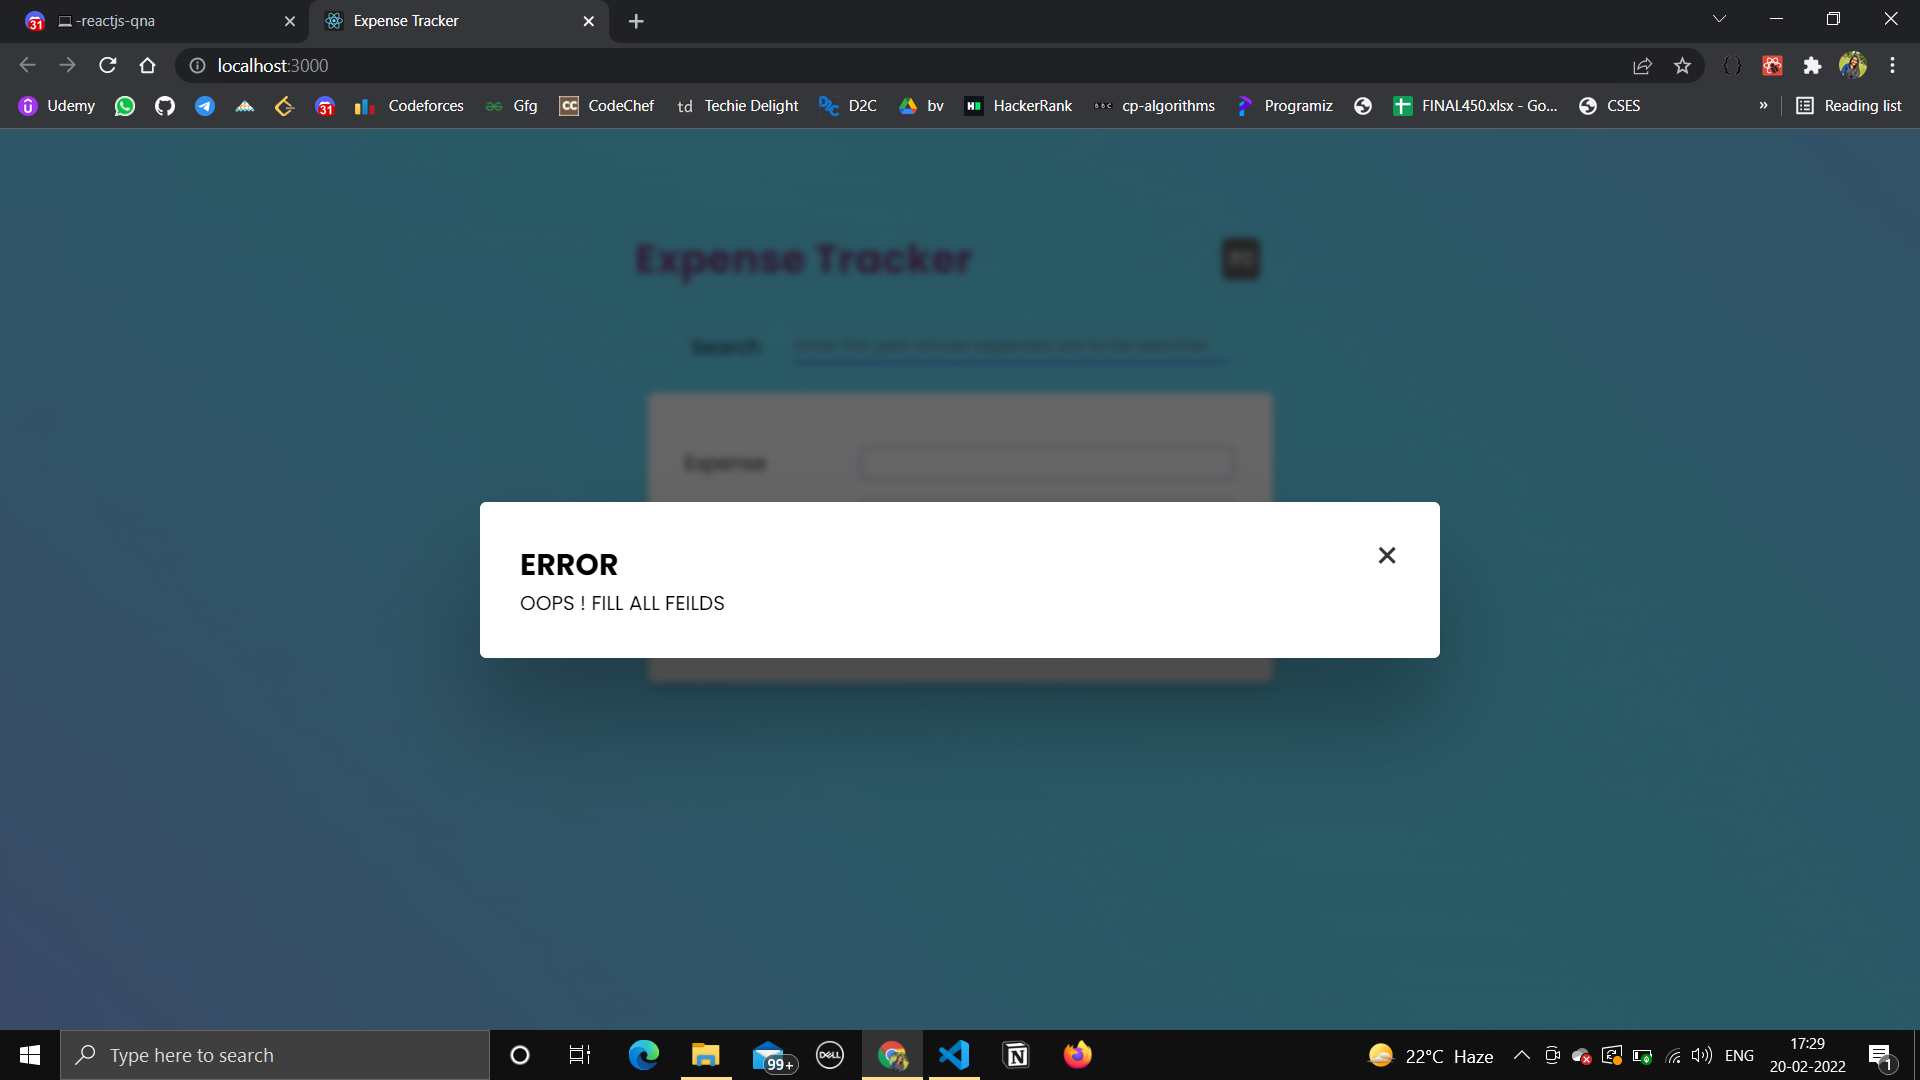 -reactjs-qna
Expense Tracker
localhost:3000
Udemy
Codeforces
Gfg
CodeChef
td Techie Delight
D2C
bv
HackerRank
cp-algorithms
Programiz
FINAL450.xlsx - Go...
CSES
»
Reading list
Expense Tracker
Search
Expense
ERROR
OOPS ! FILL ALL FEILDS
Type here to search
99+
DELL
22°C Haze
ENG
17:29
20-02-2022
1